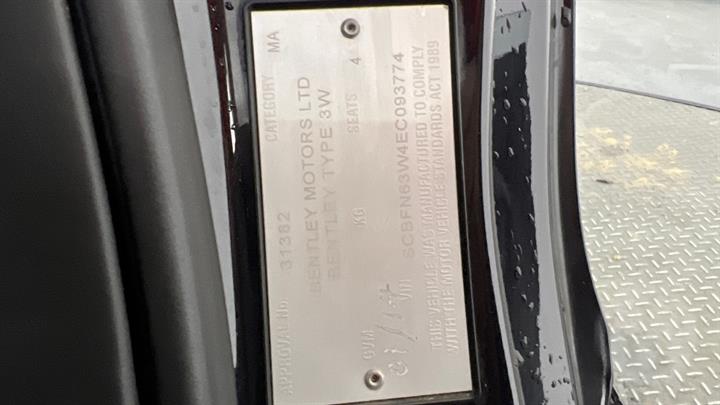 APPROVAL No. 31382 CATEGORY MA
BENTLEY MOTORS LTD
BENTLEY TYPE 3W
GVM KG SEATS 4
VIN SCBFN63W4EC093774
THIS VEHICLE WAS MANUFACTURED TO COMPLY
WITH THE MOTOR VEHICLE STANDARDS ACT 1989